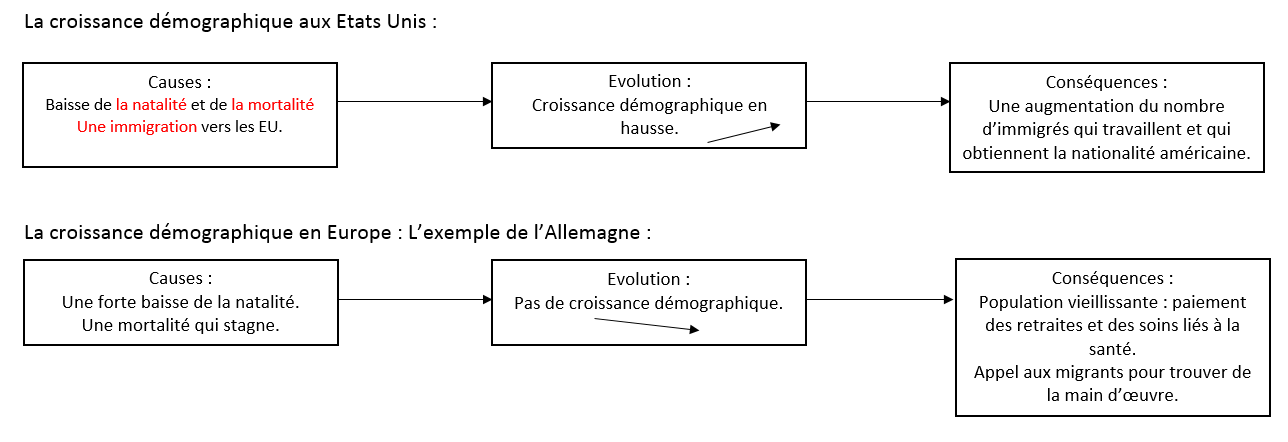 La croissance démographique aux Etats Unis :
Causes :
Baisse de la natalité et de la mortalité
Une immigration vers les EU.
Evolution :
Croissance démographique en
hausse.
Conséquences :
Une augmentation du nombre
d’immigrés qui travaillent et qui
obtiennent la nationalité américaine.
La croissance démographique en Europe : L’exemple de l’Allemagne :
Causes :
Une forte baisse de la natalité.
Une mortalité qui stagne.
Evolution :
Pas de croissance démographique.
Conséquences :
Population vieillissante : paiement
des retraites et des soins liés à la
santé.
Appel aux migrants pour trouver de
la main d’œuvre.